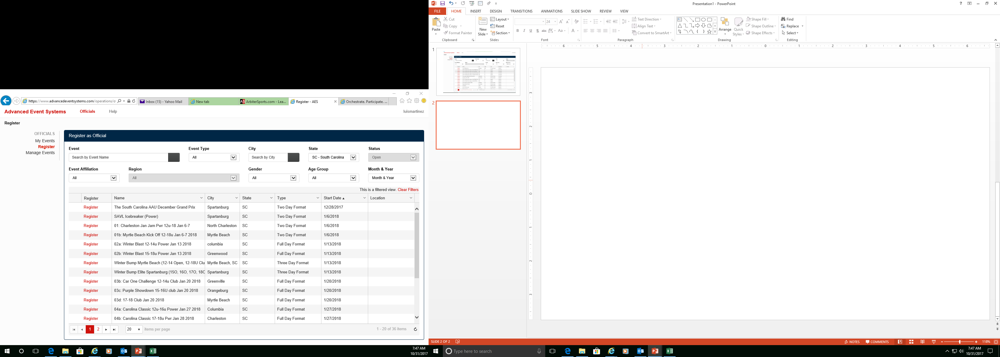 https://www.advancedeventsystems.com/operations/o
Inbox (15) - Yahoo Mail
New tab
ArbiterSports.com - Lea...
Register - AES
Orchestrate. Participate. ...
Advanced Event Systems
Officials
Help
luismartinez
Register
OFFICIALS
My Events
Register
Manage Events
Register as Official
Event
Event Type
City
State
Status
Search by Event Name
All
Search by City
SC - South Carolina
Open
Event Affiliation
Region
Gender
Age Group
Month & Year
All
All
All
All
Month & Year
This is a filtered view. Clear Filters
Register Name City State Type Start Date Location
Register The South Carolina AAU December Grand Prix Spartanburg SC Two Day Format 12/28/2017
Register SAVL Icebreaker (Power) Spartanburg SC Two Day Format 1/6/2018
Register 01: Charleston Jan Jam Pwr 12u-18 Jan 6-7 North Charleston SC Two Day Format 1/6/2018
Register 01b: Myrtle Beach Kick Off 12-18u Jan 6-7 2018 Myrtle Beach SC Two Day Format 1/6/2018
Register 02a: Winter Blast 12-14u Power Jan 13 2018 columbia SC Full Day Format 1/13/2018
Register 02b: Winter Blast 15-18u Power Jan 13 2018 Greenwood SC Full Day Format 1/13/2018
Register Winter Bump Myrtle Beach (12-14 Open, 12-18U Clu Myrtle Beach, SC SC Three Day Format 1/13/2018
Register Winter Bump Elite Spartanburg (15O, 16O, 17O, 18O Spartanburg SC Three Day Format 1/13/2018
Register 03b: Car One Challenge 12-14u Club Jan 20 2018 Greenville SC Full Day Format 1/20/2018
Register 03c: Purple Showdown 15-16U club Jan 20 2018 Orangeburg SC Full Day Format 1/20/2018
Register 03d: 17-18 Club Jan 20 2018 Myrtle Beach SC Full Day Format 1/20/2018
Register 04a: Carolina Classic 12u-16u Power Jan 27 2018 Columbia SC Full Day Format 1/27/2018
Register 04b: Carolina Classic 17-18u Pwr Jan 28 2018 Charleston SC Full Day Format 1/27/2018
1 2 20 items per page
1 - 20 of 36 items
7:47 AM
10/31/2017
Presentation1 - PowerPoint
FILE HOME INSERT DESIGN TRANSITIONS ANIMATIONS SLIDE SHOW REVIEW VIEW
Paste
Cut
Copy
Format Painter
Clipboard
New Slide
Layout
Reset
Section
Slides
24
B I U S abc AV Aa A
Font
Text Direction
Align Text
Convert to SmartArt
Paragraph
Arrange
Quick Styles
Shape Fill
Shape Outline
Shape Effects
Drawing
Find
Replace
Select
Editing
6 5 4 3 2 1 0 1 2 3 4 5 6
3 2 1 0 1 2 3
1
2
SLIDE 2 OF 2
NOTES
COMMENTS
118%
Type here to search
7:47 AM
10/31/2017